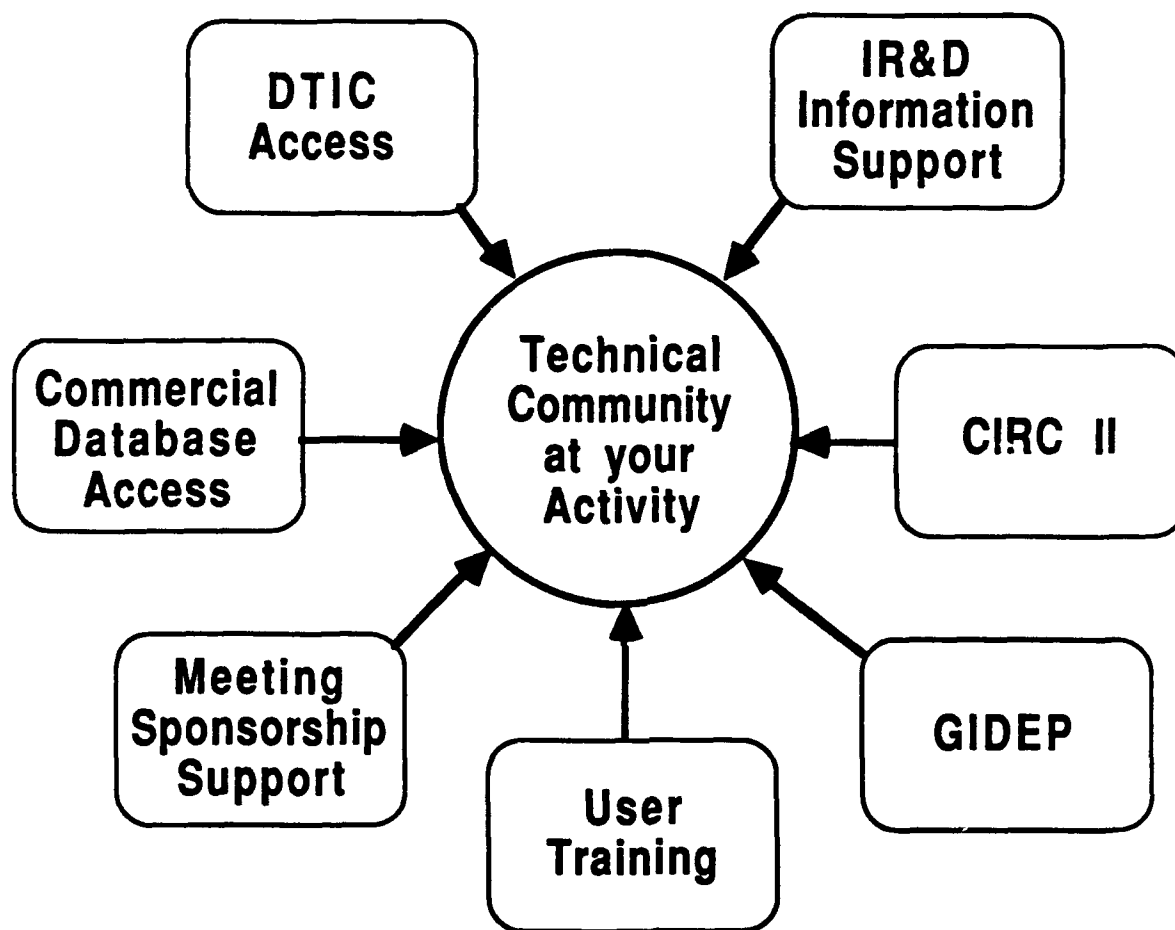 DTIC
Access
IR&D
Information
Support
Technical
Community
at your
Activity
Commercial
Database
Access
CIRC II
Meeting
Sponsorship
Support
GIDEP
User
Training